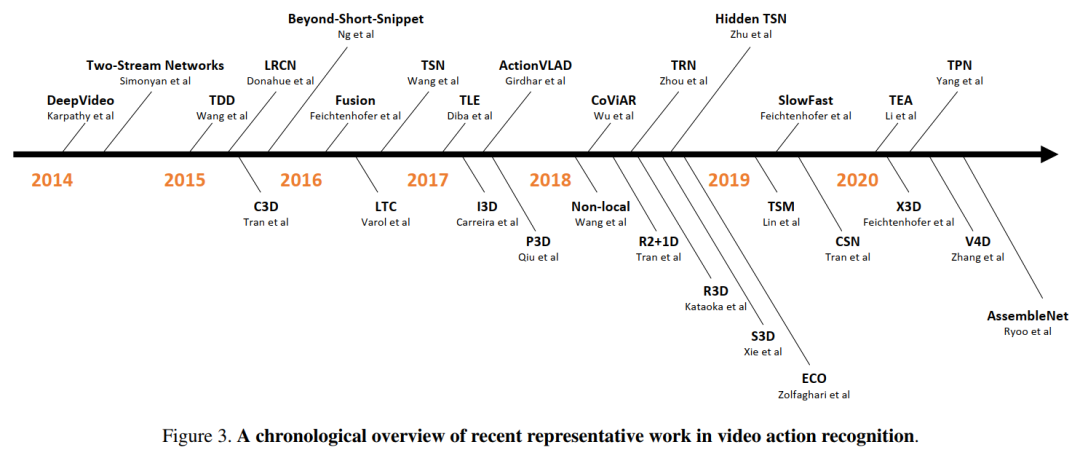 Beyond-Short-Snippet
Ng et al
Hidden TSN
Zhu et al
Two-Stream Networks
Simonyan et al
LRCN
Donahue et al
TSN
Wang et al
ActionVLAD
Girdhar et al
TRN
Zhou et al
TPN
Yang et al
DeepVideo
Karpathy et al
TDD
Wang et al
Fusion
Feichtenhofer et al
TLE
Diba et al
CoViAR
Wu et al
SlowFast
Feichtenhofer et al
TEA
Li et al
2014
2015
2016
2017
2018
2019
2020
C3D
Tran et al
LTC
Varol et al
I3D
Carreira et al
Non-local
Wang et al
TSM
Lin et al
X3D
Feichtenhofer et al
P3D
Qiu et al
R2+1D
Tran et al
CSN
Tran et al
V4D
Zhang et al
R3D
Kataoka et al
AssembleNet
Ryoo et al
S3D
Xie et al
ECO
Zolfaghari et al
Figure 3. A chronological overview of recent representative work in video action recognition.